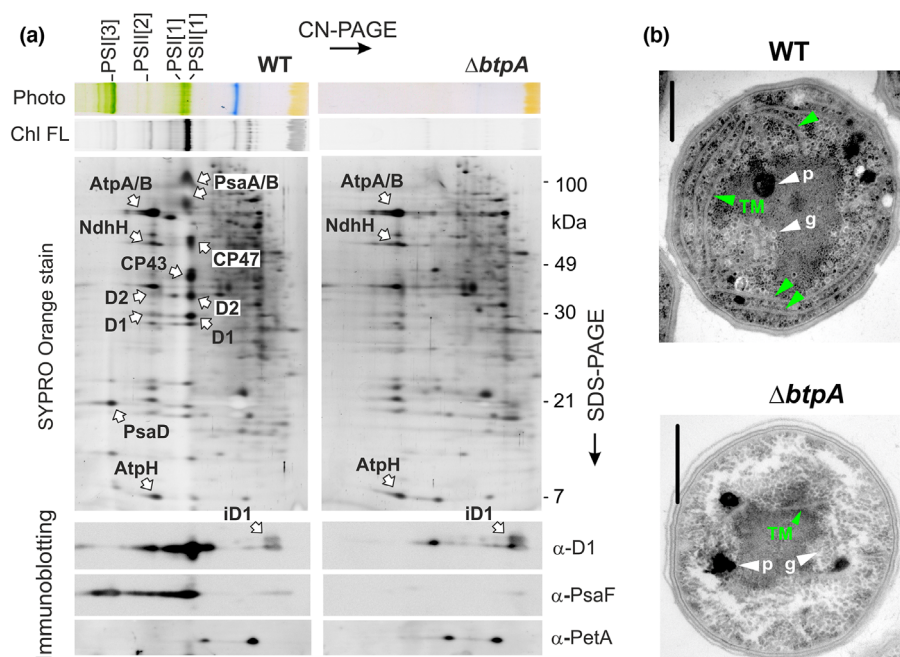 (a)
PSI[3]
PSII[2]
PSI[1]
PSII[1]
CN-PAGE
WT
ΔbtpA
Photo
Chl FL
SYPRO Orange stain
AtpA/B
PsaA/B
NdhH
CP43
CP47
D2
D2
D1
D1
PsaD
AtpH
AtpA/B
NdhH
AtpH
- 100
kDa
- 49
- 30
- 21
- 7
SDS-PAGE
Immunoblotting
iD1
iD1
α-D1
α-PsaF
α-PetA
(b)
WT
p
TM
g
ΔbtpA
TM
p
g